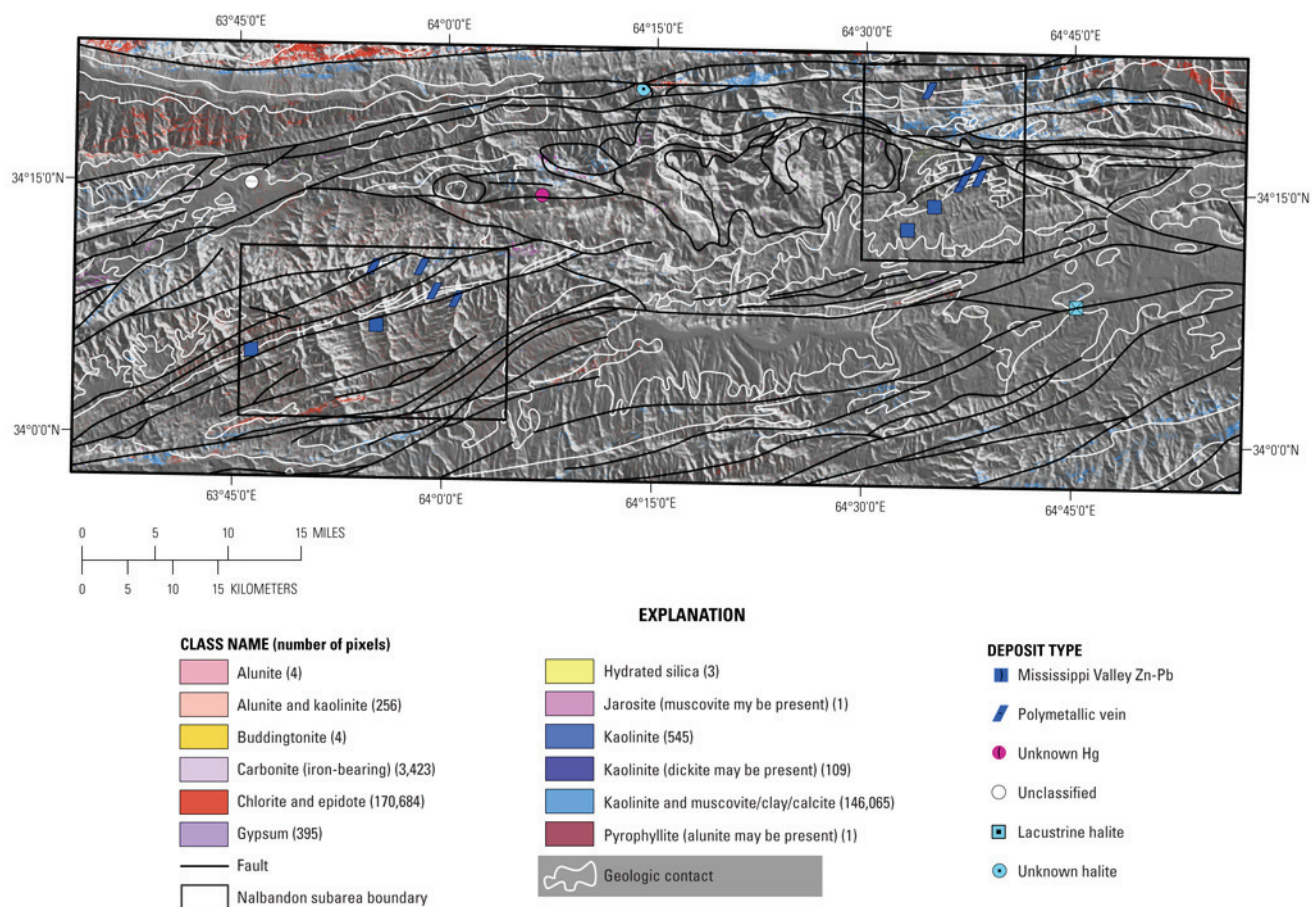 63°45'0"E
64°0'0"E
64°15'0"E
64°30'0"E
64°45'0"E
34°15'0"N
34°15'0"N
34°0'0"N
34°0'0"N
63°45'0"E
64°0'0"E
64°15'0"E
64°30'0"E
64°45'0"E
0 5 10 15 MILES
0 5 10 15 KILOMETERS
EXPLANATION
CLASS NAME (number of pixels)
Alunite (4)
Alunite and kaolinite (256)
Buddingtonite (4)
Carbonite (iron-bearing) (3,423)
Chlorite and epidote (170,684)
Gypsum (395)
Fault
Nalbandon subarea boundary
Hydrated silica (3)
Jarosite (muscovite my be present) (1)
Kaolinite (545)
Kaolinite (dickite may be present) (109)
Kaolinite and muscovite/clay/calcite (146,065)
Pyrophyllite (alunite may be present) (1)
Geologic contact
DEPOSIT TYPE
Mississippi Valley Zn-Pb
Polymetallic vein
Unknown Hg
Unclassified
Lacustrine halite
Unknown halite